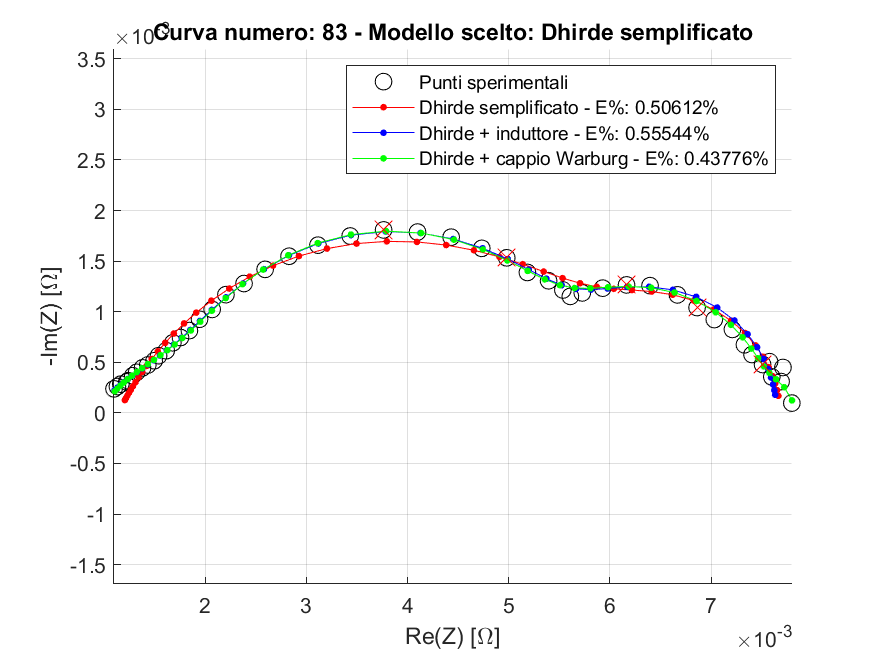 ×10⁻³
Curva numero: 83 - Modello scelto: Dhirde semplificato
3.5
3
2.5
2
1.5
1
0.5
0
-0.5
-1
-1.5
-Im(Z) [Ω]
Punti sperimentali
Dhirde semplificato - E%: 0.50612%
Dhirde + induttore - E%: 0.55544%
Dhirde + cappio Warburg - E%: 0.43776%
2 3 4 5 6 7
Re(Z) [Ω]
×10⁻³